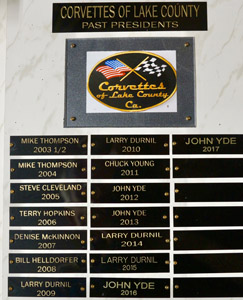 CORVETTES OF LAKE COUNTY
PAST PRESIDENTS
Corvettes
of Lake County
Ca.
MIKE THOMPSON
2003 1/2
MIKE THOMPSON
2004
STEVE CLEVELAND
2005
TERRY HOPKINS
2006
DENISE McKINNON
2007
BILL HELLDORFER
2008
LARRY DURNIL
2009
LARRY DURNIL
2010
CHUCK YOUNG
2011
JOHN YDE
2012
JOHN YDE
2013
LARRY DURNIL
2014
LARRY DURNIL
2015
JOHN YDE
2016
JOHN YDE
2017